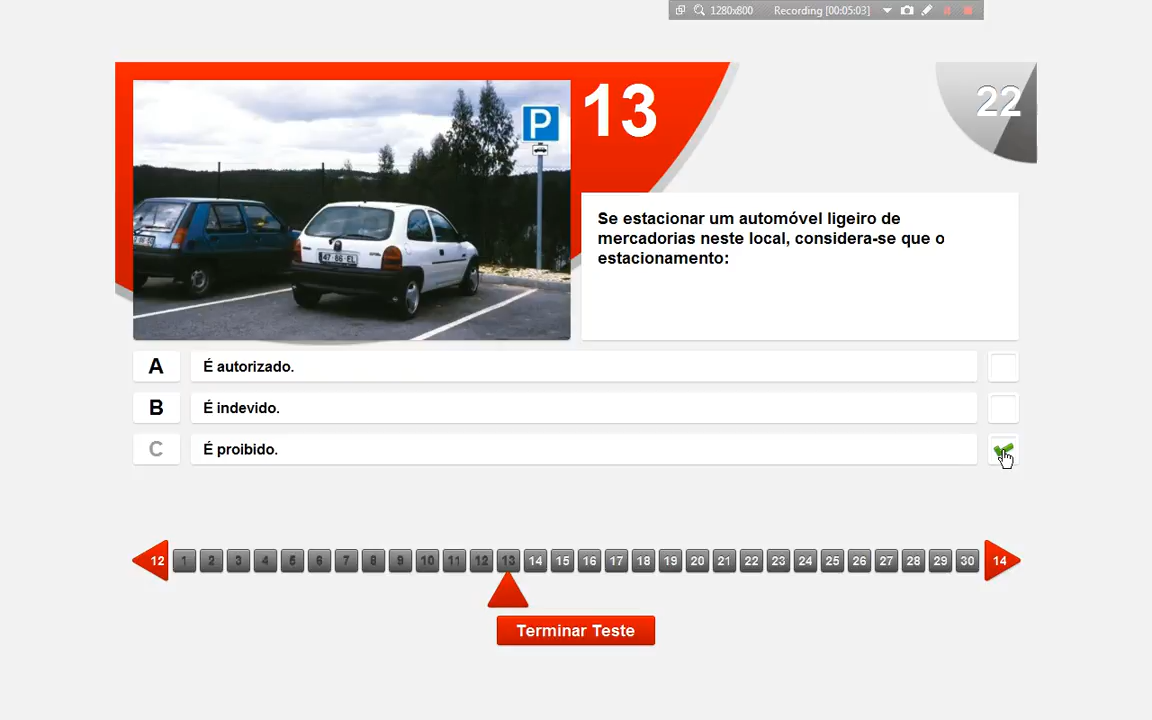 1280x800 Recording [00:05:03]
P
13
22
47-86-EL
Se estacionar um automóvel ligeiro de
mercadorias neste local, considera-se que o
estacionamento:
A É autorizado.
B É indevido.
C É proibido.
12 1 2 3 4 5 6 7 8 9 10 11 12 13 14 15 16 17 18 19 20 21 22 23 24 25 26 27 28 29 30 14
Terminar Teste